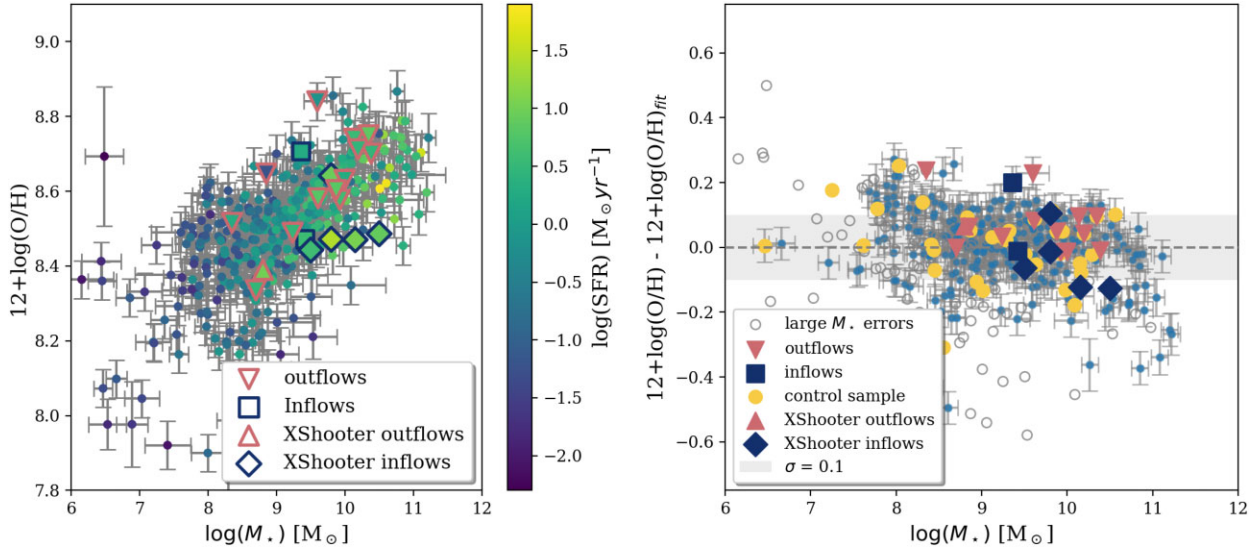 9.0
8.8
8.6
8.4
8.2
8.0
7.8
12+log(O/H)
outflows
Inflows
XShooter outflows
XShooter inflows
6 7 8 9 10 11 12
log(M⋆) [M⊙]
1.5
1.0
0.5
0.0
−0.5
−1.0
−1.5
−2.0
log(SFR) [M⊙yr⁻¹]
0.6
0.4
0.2
0.0
−0.2
−0.4
−0.6
12+log(O/H) - 12+log(O/H)fit
large M⋆ errors
outflows
inflows
control sample
XShooter outflows
XShooter inflows
σ = 0.1
6 7 8 9 10 11 12
log(M⋆) [M⊙]